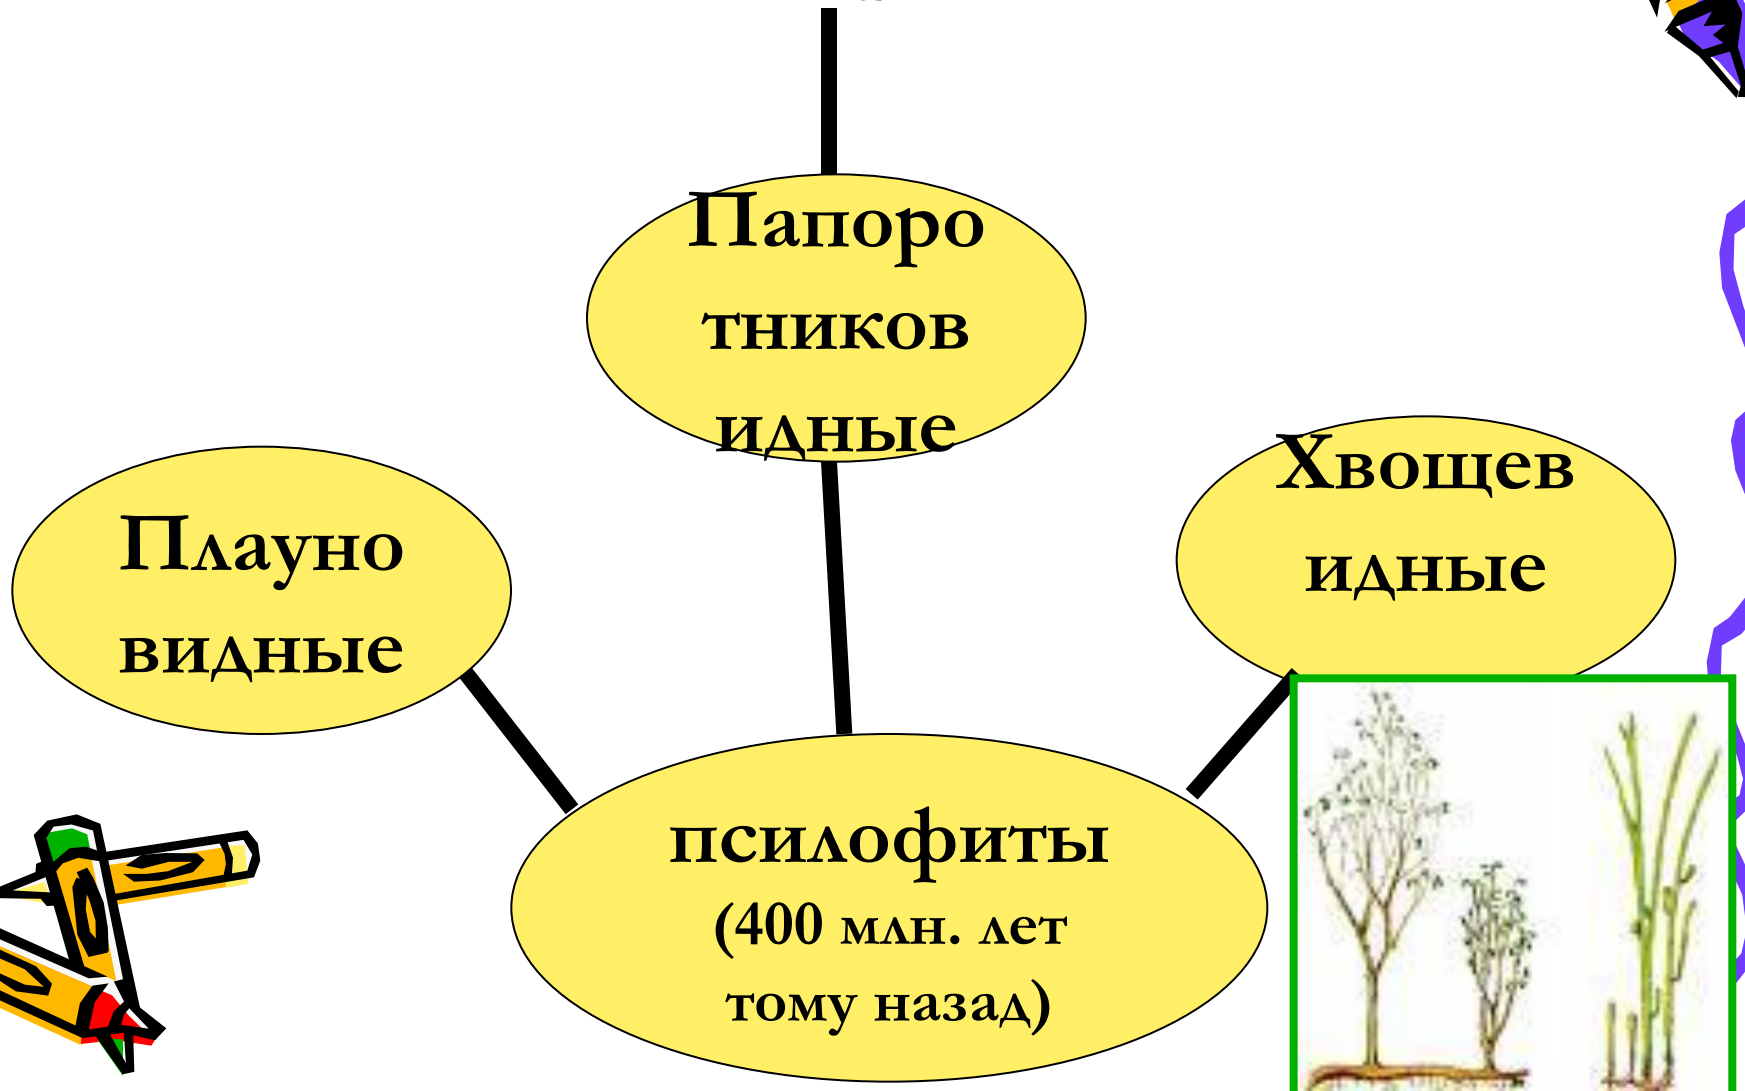 Папоро
тников
идные
Хвощев
идные
Плауно
видные
псилофиты
(400 млн. лет
тому назад)